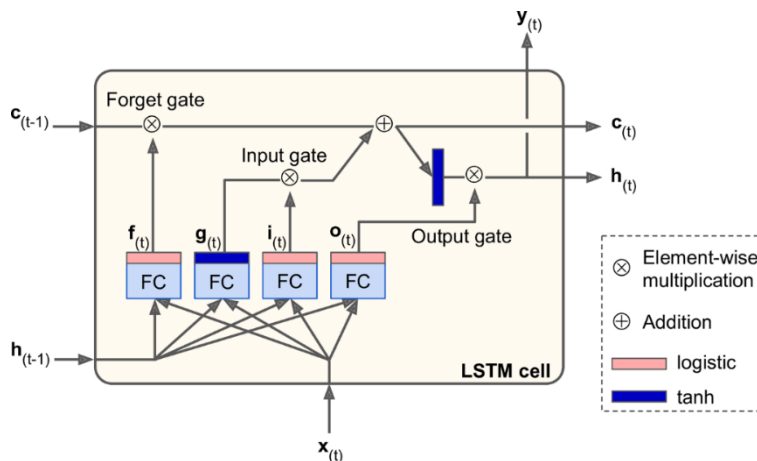 y(t)
Forget gate
c(t-1)
c(t)
Input gate
h(t)
f(t) g(t) i(t) o(t)
Output gate
FC FC FC FC
h(t-1)
LSTM cell
x(t)
Element-wise
multiplication
Addition
logistic
tanh